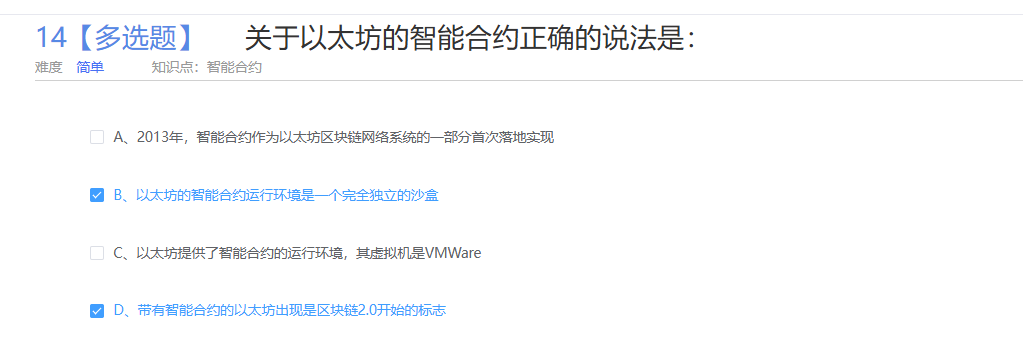 14【多选题】 关于以太坊的智能合约正确的说法是：
难度 简单 知识点：智能合约
A、2013年，智能合约作为以太坊区块链网络系统的一部分首次落地实现
B、以太坊的智能合约运行环境是一个完全独立的沙盒
C、以太坊提供了智能合约的运行环境，其虚拟机是VMWare
D、带有智能合约的以太坊出现是区块链2.0开始的标志